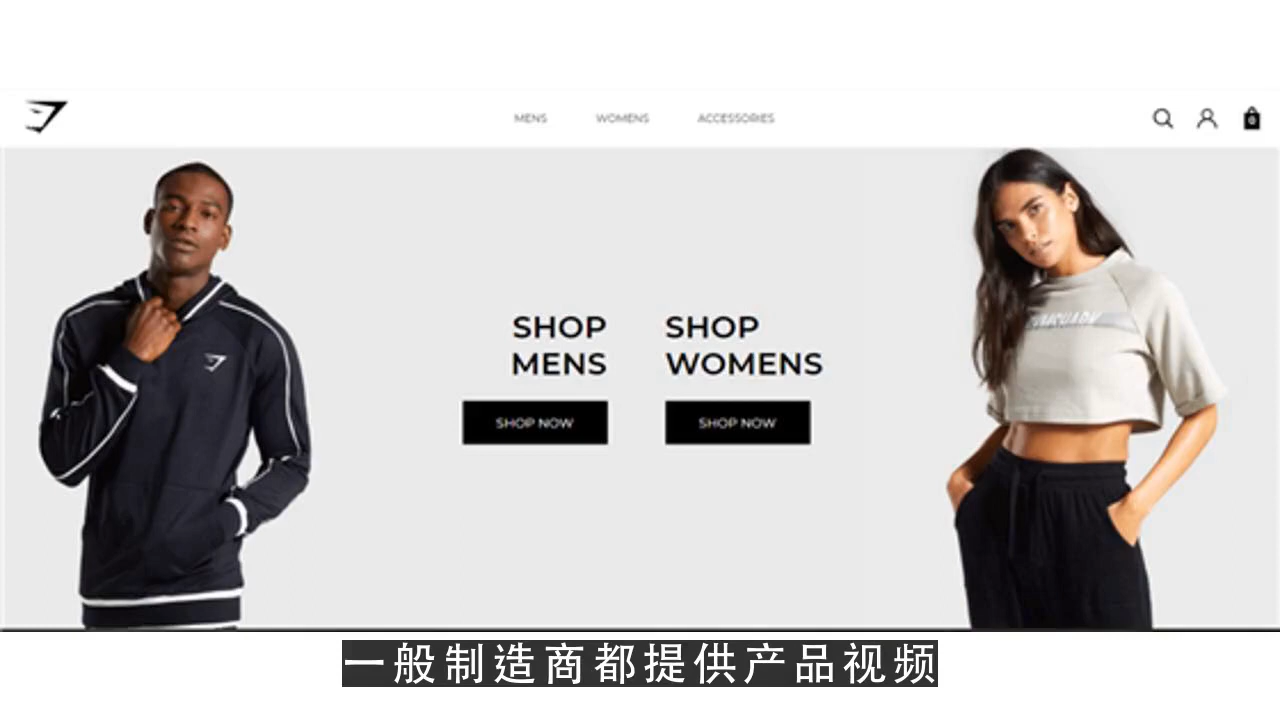 MENS
WOMENS
ACCESSORIES
SHOP
MENS
SHOP NOW
SHOP
WOMENS
SHOP NOW
一般制造商都提供产品视频